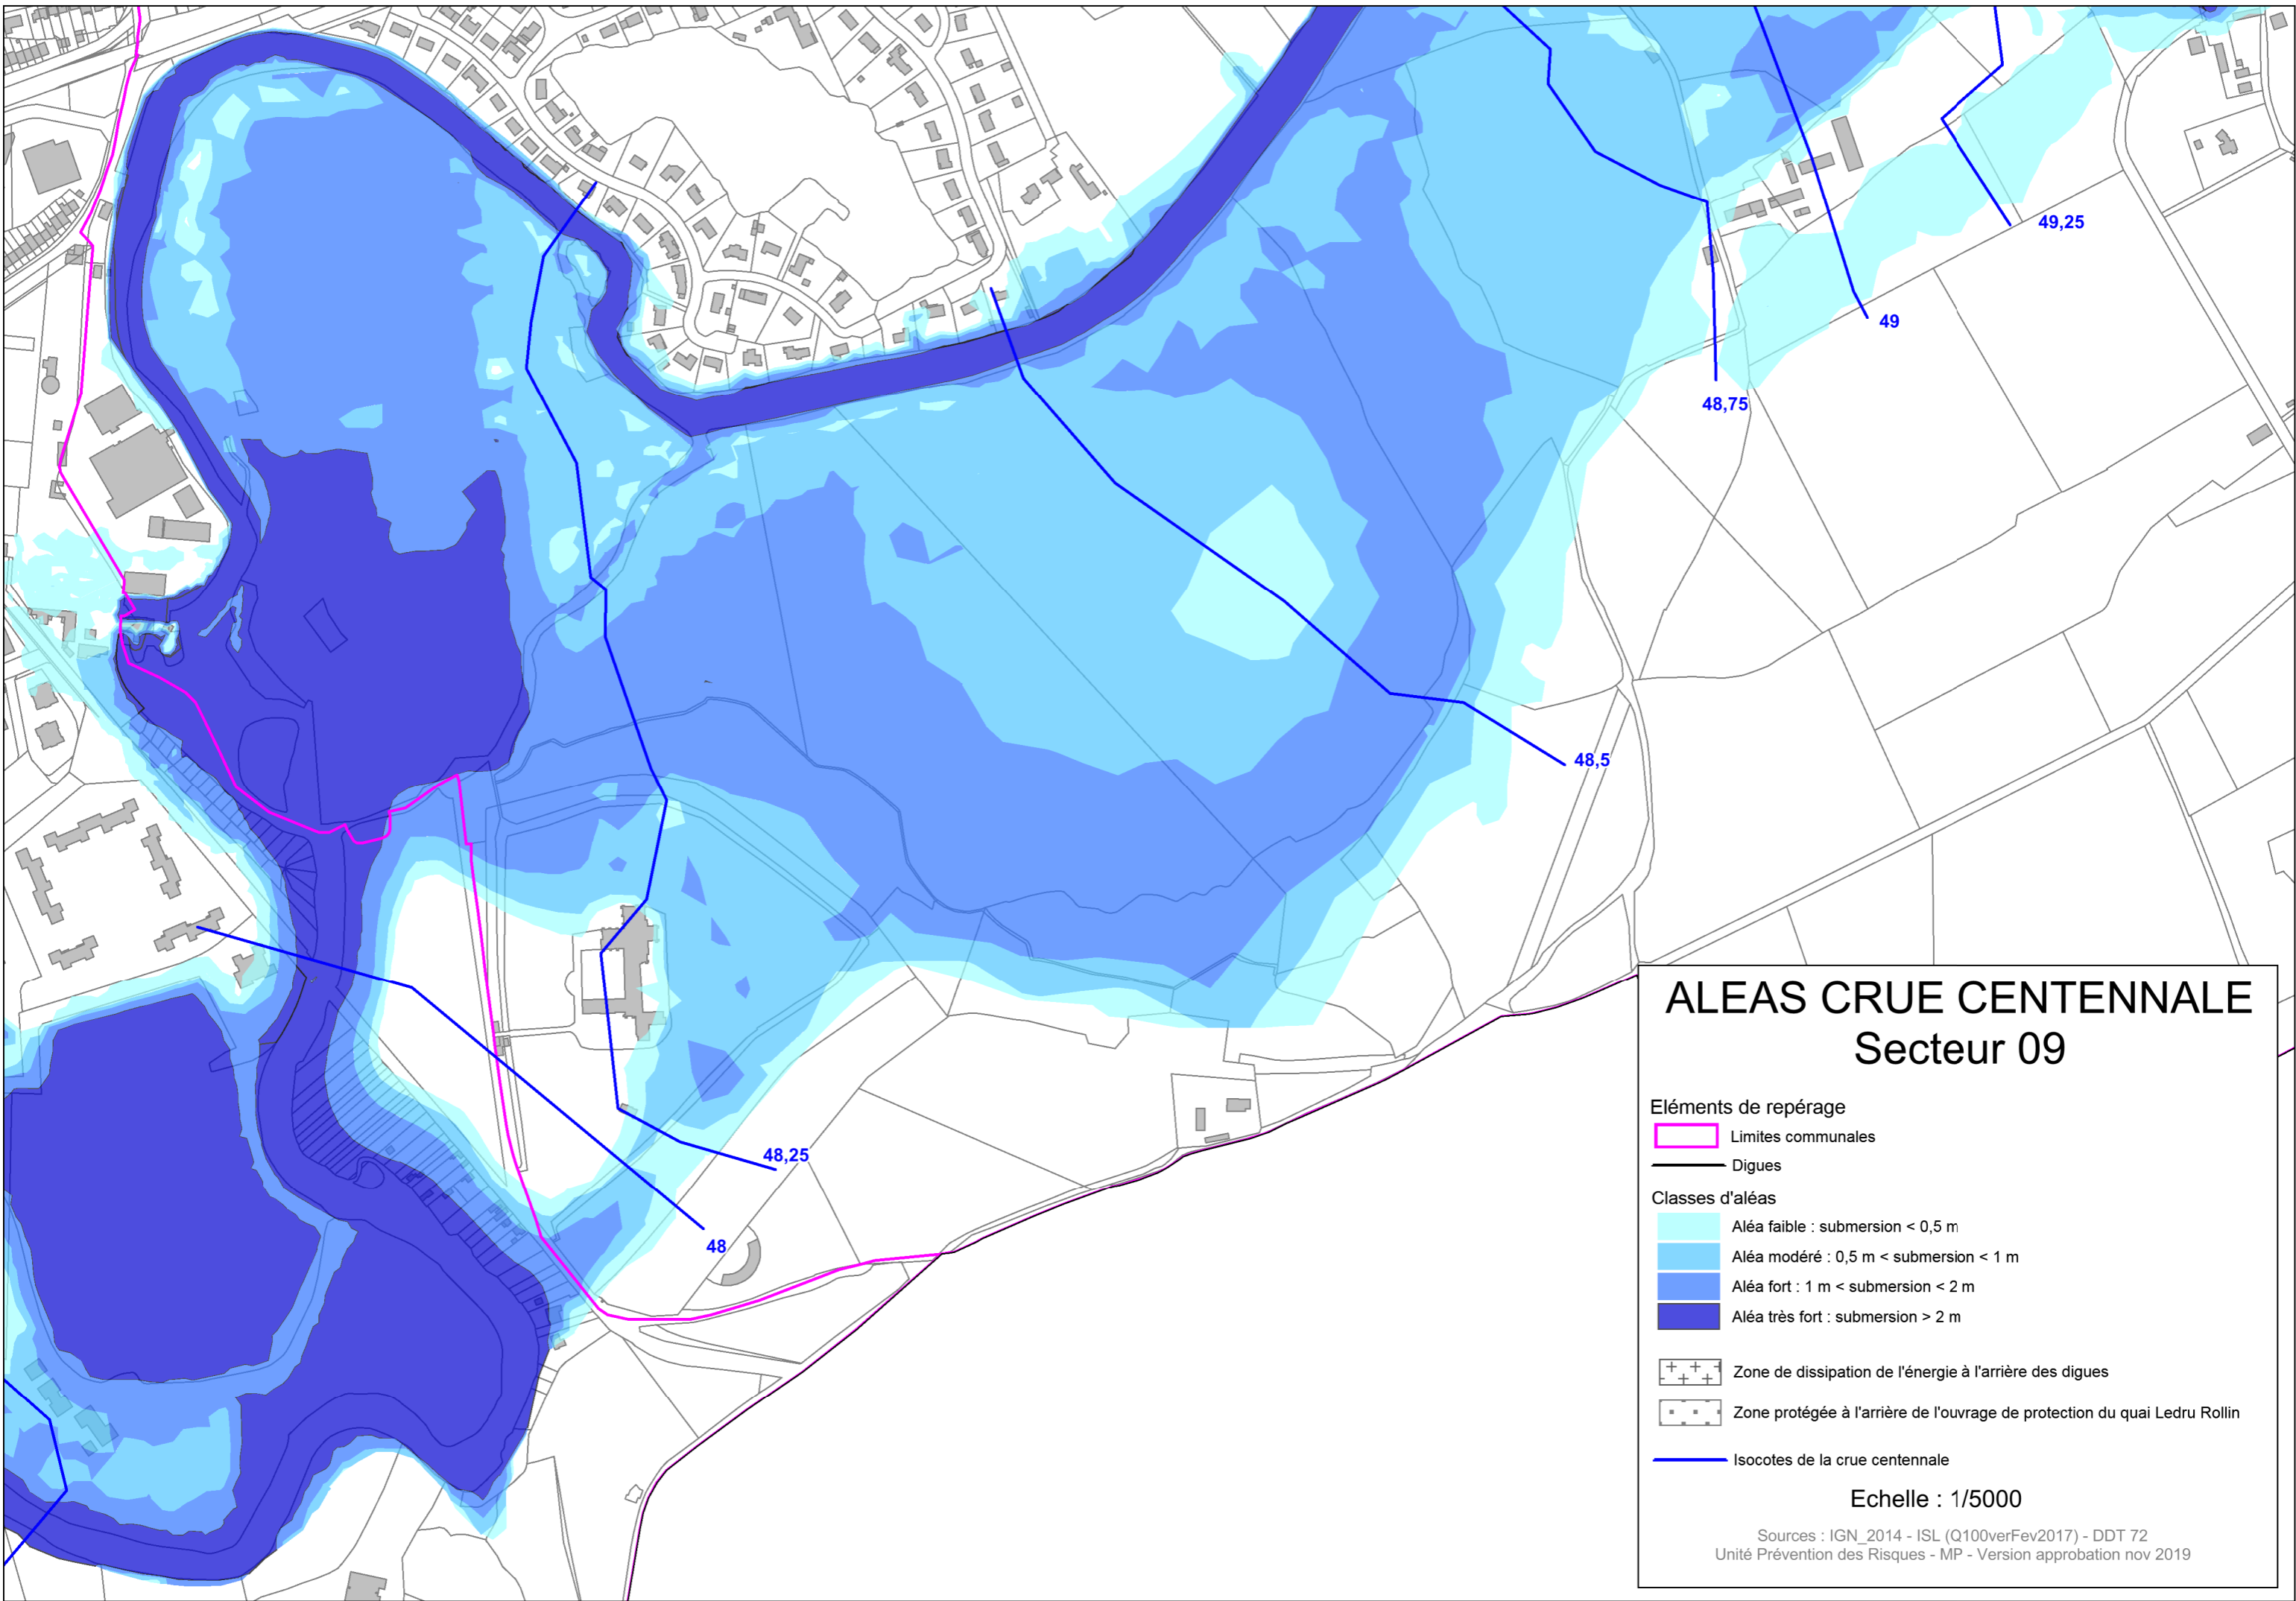 49,25
49
48,75
48,5
48,25
48
ALEAS CRUE CENTENNALE
Secteur 09
Eléments de repérage
Limites communales
Digues
Classes d'aléas
Aléa faible : submersion < 0,5 m
Aléa modéré : 0,5 m < submersion < 1 m
Aléa fort : 1 m < submersion < 2 m
Aléa très fort : submersion > 2 m
Zone de dissipation de l'énergie à l'arrière des digues
Zone protégée à l'arrière de l'ouvrage de protection du quai Ledru Rollin
Isocotes de la crue centennale
Echelle : 1/5000
Sources : IGN_2014 - ISL (Q100verFev2017) - DDT 72
Unité Prévention des Risques - MP - Version approbation nov 2019